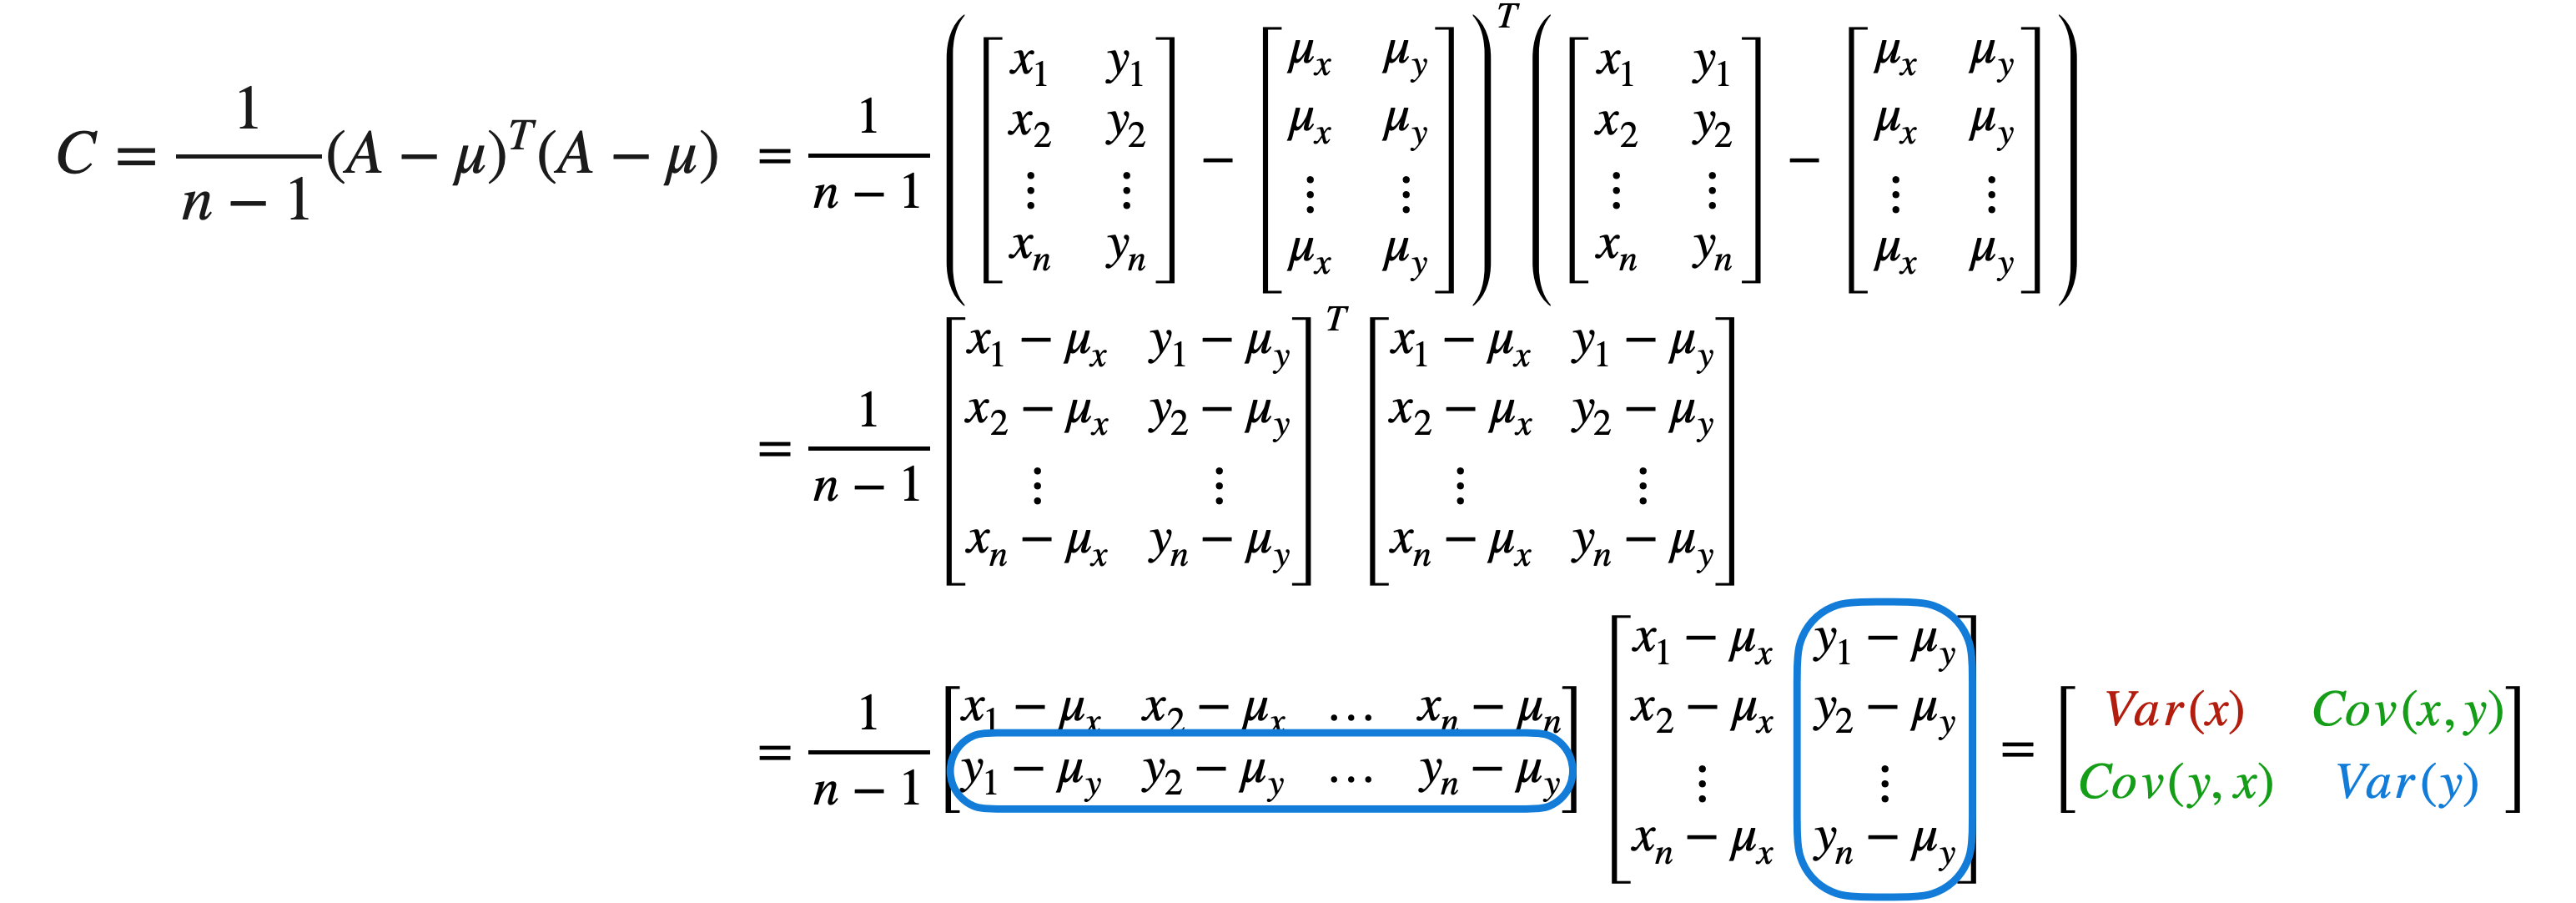 C = \frac{1}{n-1}(A - \mu)^T(A - \mu) = \frac{1}{n-1} \left( \begin{bmatrix} x_1 & y_1 \\ x_2 & y_2 \\ \vdots & \vdots \\ x_n & y_n \end{bmatrix} - \begin{bmatrix} \mu_x & \mu_y \\ \mu_x & \mu_y \\ \vdots & \vdots \\ \mu_x & \mu_y \end{bmatrix} \right)^T \left( \begin{bmatrix} x_1 & y_1 \\ x_2 & y_2 \\ \vdots & \vdots \\ x_n & y_n \end{bmatrix} - \begin{bmatrix} \mu_x & \mu_y \\ \mu_x & \mu_y \\ \vdots & \vdots \\ \mu_x & \mu_y \end{bmatrix} \right)
= \frac{1}{n-1} \begin{bmatrix} x_1 - \mu_x & y_1 - \mu_y \\ x_2 - \mu_x & y_2 - \mu_y \\ \vdots & \vdots \\ x_n - \mu_x & y_n - \mu_y \end{bmatrix}^T \begin{bmatrix} x_1 - \mu_x & y_1 - \mu_y \\ x_2 - \mu_x & y_2 - \mu_y \\ \vdots & \vdots \\ x_n - \mu_x & y_n - \mu_y \end{bmatrix}
= \frac{1}{n-1} \begin{bmatrix} x_1 - \mu_x & x_2 - \mu_x & \dots & x_n - \mu_n \\ y_1 - \mu_y & y_2 - \mu_y & \dots & y_n - \mu_y \end{bmatrix} \begin{bmatrix} x_1 - \mu_x & y_1 - \mu_y \\ x_2 - \mu_x & y_2 - \mu_y \\ \vdots & \vdots \\ x_n - \mu_x & y_n - \mu_y \end{bmatrix} = \begin{bmatrix} Var(x) & Cov(x, y) \\ Cov(y, x) & Var(y) \end{bmatrix}